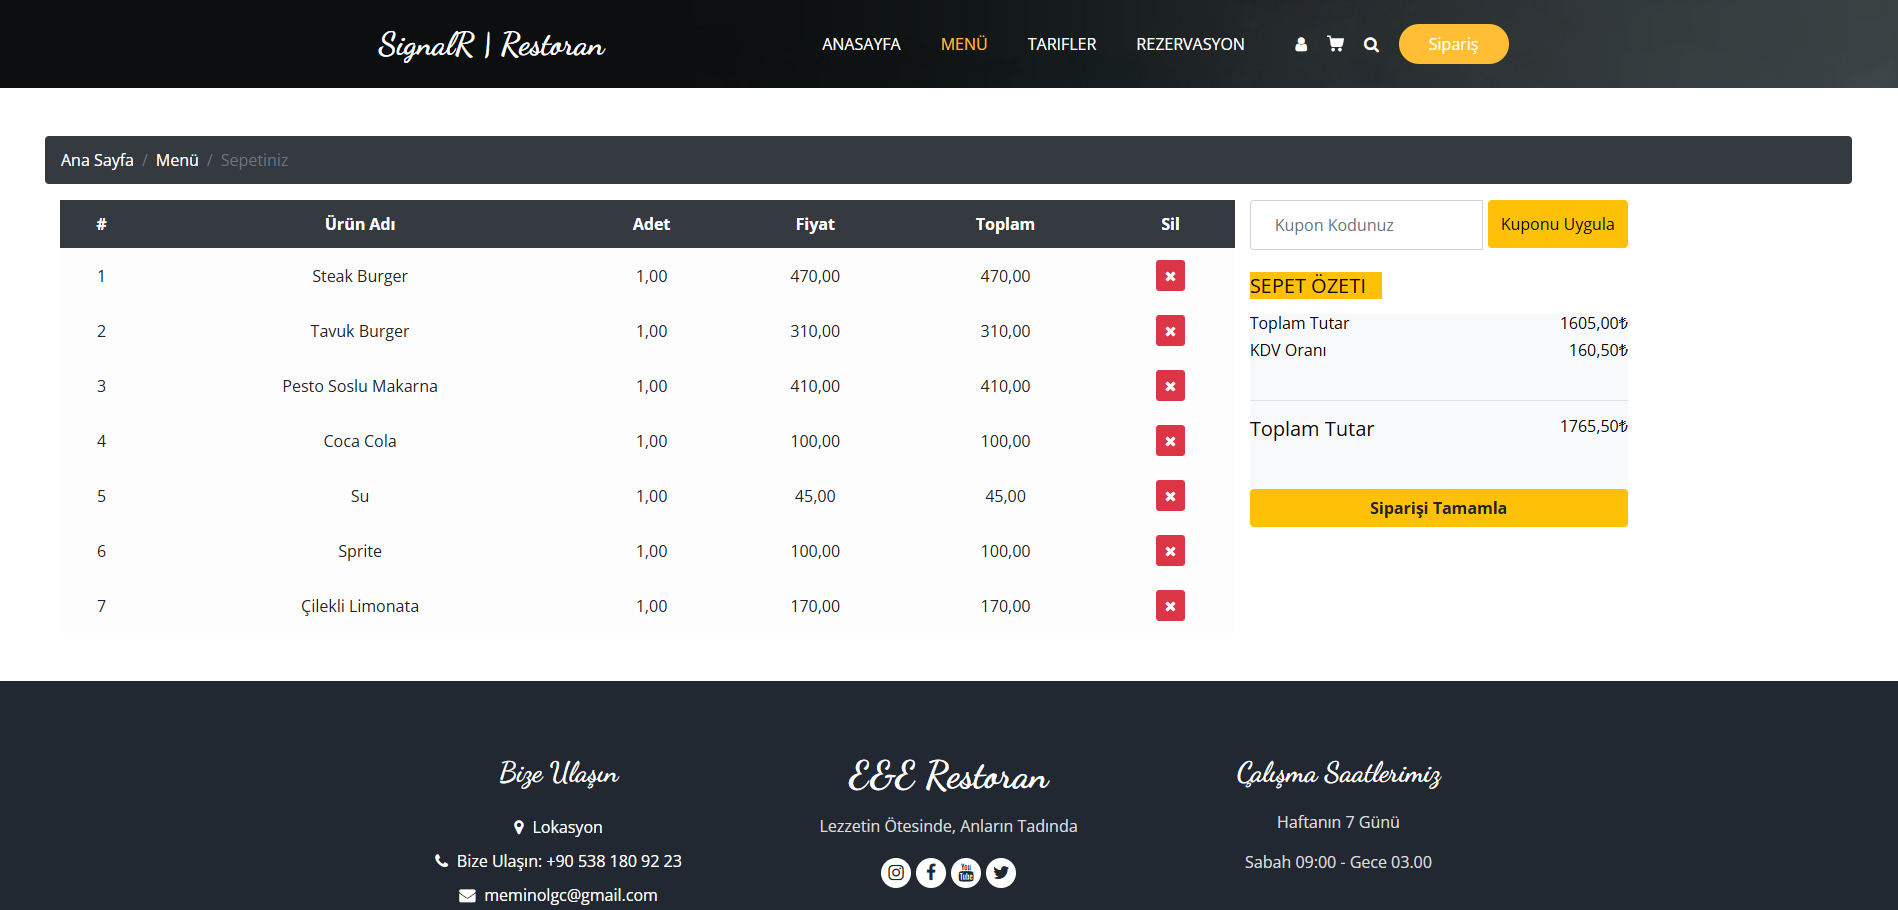 SignalR | Restoran
ANASAYFA MENÜ TARIFLER REZERVASYON Sipariş
Ana Sayfa / Menü / Sepetiniz
# Ürün Adı Adet Fiyat Toplam Sil
1 Steak Burger 1,00 470,00 470,00
2 Tavuk Burger 1,00 310,00 310,00
3 Pesto Soslu Makarna 1,00 410,00 410,00
4 Coca Cola 1,00 100,00 100,00
5 Su 1,00 45,00 45,00
6 Sprite 1,00 100,00 100,00
7 Çilekli Limonata 1,00 170,00 170,00
Kupon Kodunuz Kuponu Uygula
SEPET ÖZETI
Toplam Tutar 1605,00₺
KDV Oranı 160,50₺
Toplam Tutar 1765,50₺
Siparişi Tamamla
Bize Ulaşın
Lokasyon
Bize Ulaşın: +90 538 180 92 23
meminolgc@gmail.com
E&E Restoran
Lezzetin Ötesinde, Anların Tadında
You Tube
Çalışma Saatlerimiz
Haftanın 7 Günü
Sabah 09:00 - Gece 03.00